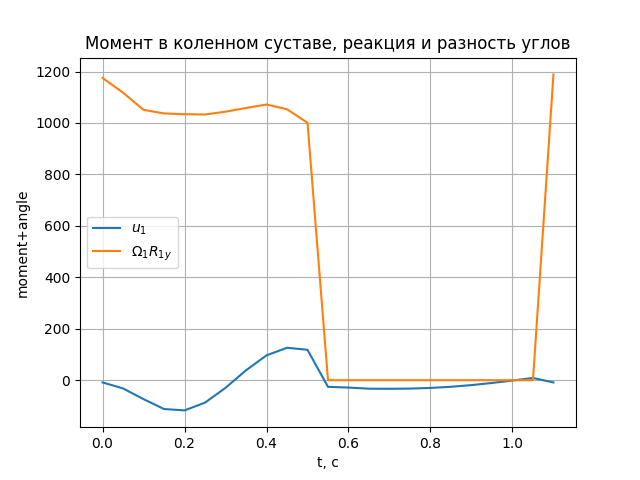 Момент в коленном суставе, реакция и разность углов
1200
1000
800
600
400
200
0
moment+angle
u₁
Ω₁R₁ᵧ
0.0 0.2 0.4 0.6 0.8 1.0
t, c